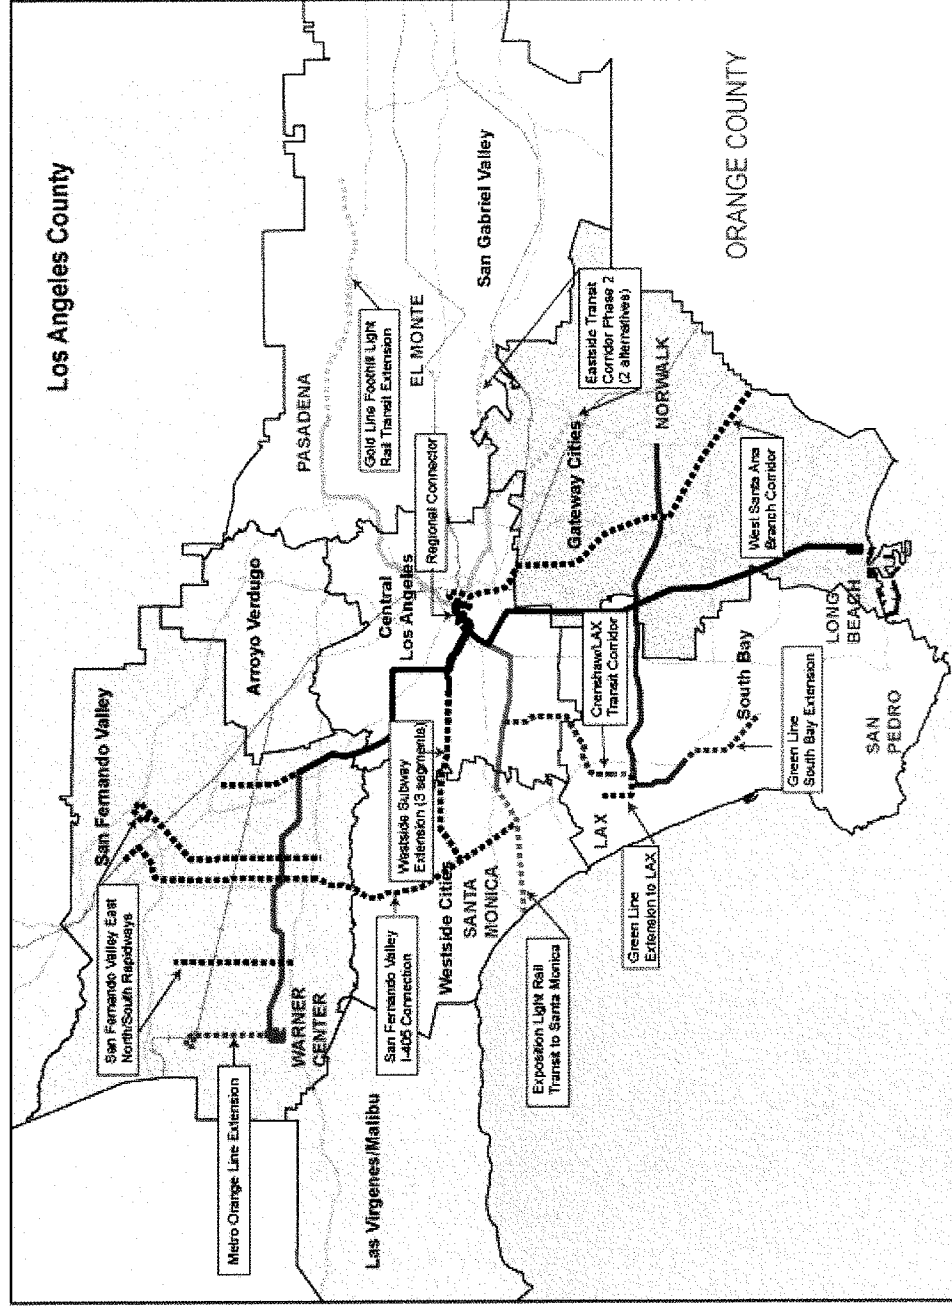 Los Angeles County
San Fernando Valley East
North/South Rapidways
San Fernando Valley
Arroyo Verdugo
Metro Orange Line Extension
WARNER
CENTER
PASADENA
Gold Line Foothill Light
Rail Transit Extension
Las Virgenes/Malibu
San Fernando Valley
I-405 Connection
Westside Subway
Extension (3 segments)
Central
Los Angeles
Regional Connector
EL MONTE
San Gabriel Valley
Westside Cities
SANTA
MONICA
Exposition Light Rail
Transit to Santa Monica
Crenshaw/LAX
Transit Corridor
Gateway Cities
Eastside Transit
Corridor Phase 2
(2 alternatives)
LAX
Green Line
Extension to LAX
NORWALK
ORANGE COUNTY
South Bay
West Santa Ana
Branch Corridor
Green Line
South Bay Extension
LONG
BEACH
SAN
PEDRO